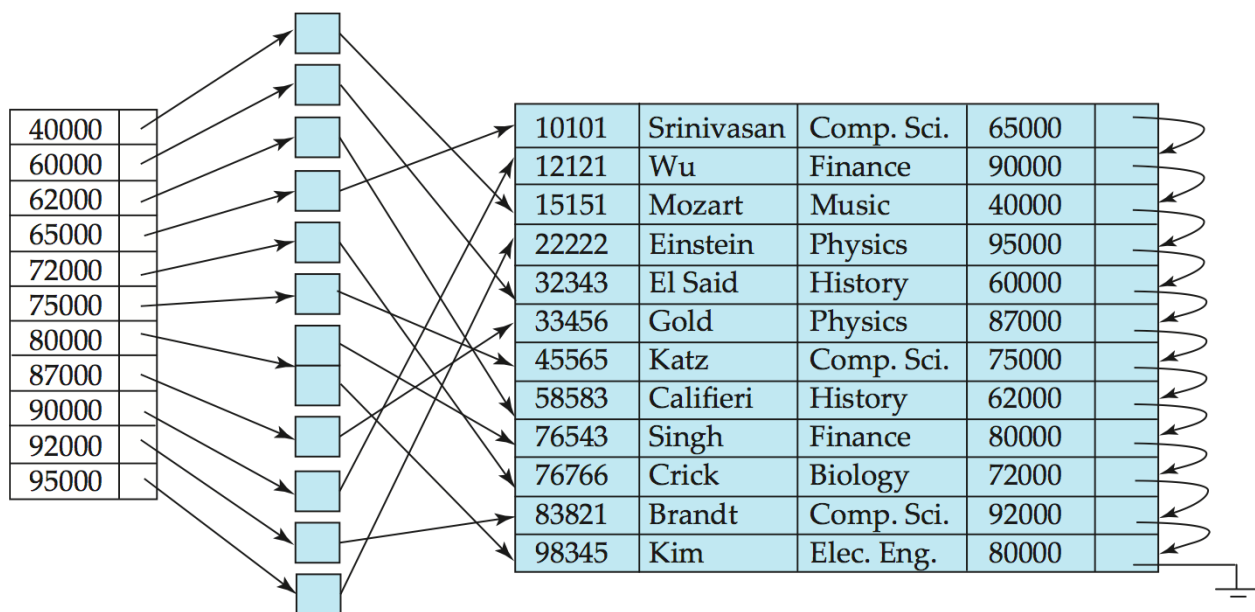 40000
60000
62000
65000
72000
75000
80000
87000
90000
92000
95000
10101 Srinivasan Comp. Sci. 65000
12121 Wu Finance 90000
15151 Mozart Music 40000
22222 Einstein Physics 95000
32343 El Said History 60000
33456 Gold Physics 87000
45565 Katz Comp. Sci. 75000
58583 Califieri History 62000
76543 Singh Finance 80000
76766 Crick Biology 72000
83821 Brandt Comp. Sci. 92000
98345 Kim Elec. Eng. 80000